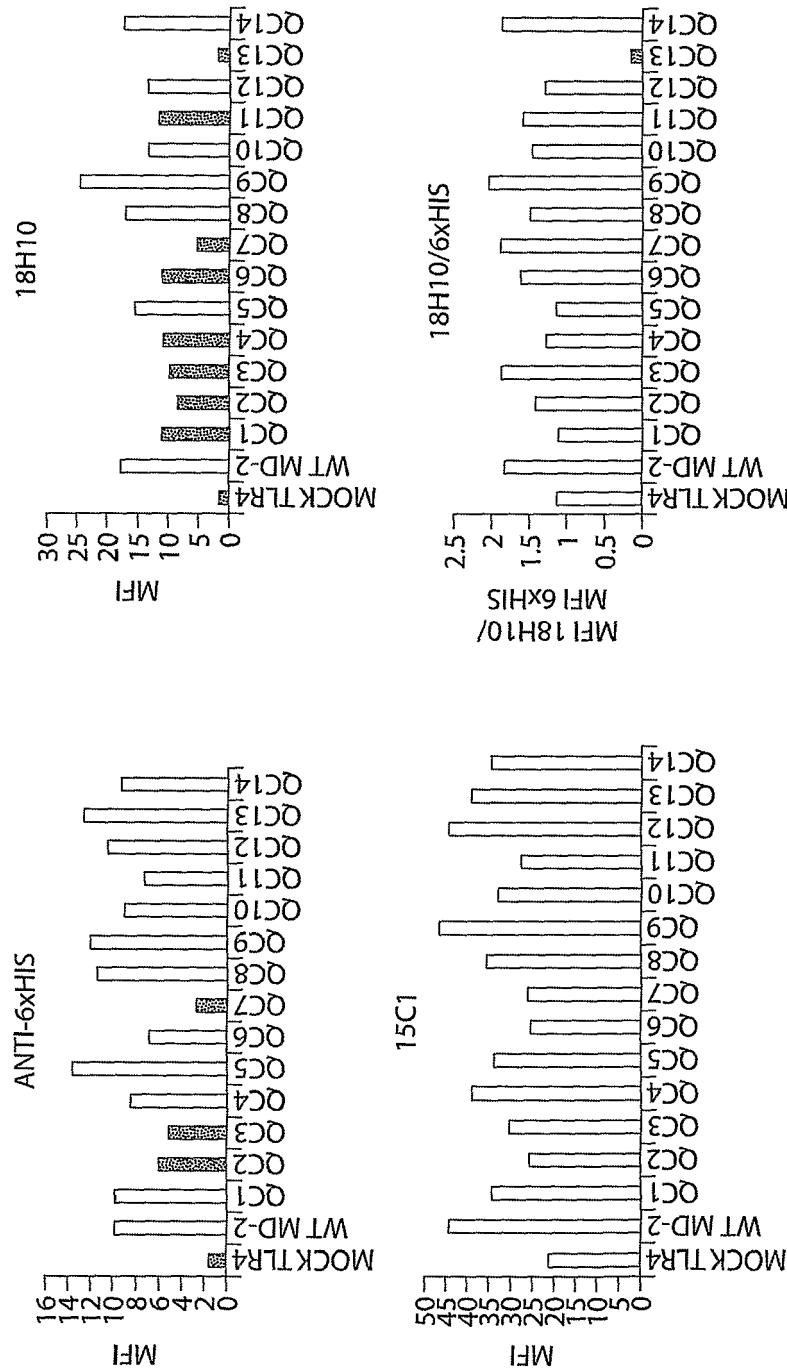 ANTI-6xHIS
MFI
16
14
12
10
8
6
4
2
0
MOCK TLR4
WT MD-2
QC1
QC2
QC3
QC4
QC5
QC6
QC7
QC8
QC9
QC10
QC11
QC12
QC13
QC14
18H10
MFI
30
25
20
15
10
5
0
MOCK TLR4
WT MD-2
QC1
QC2
QC3
QC4
QC5
QC6
QC7
QC8
QC9
QC10
QC11
QC12
QC13
QC14
15C1
MFI
50
45
40
35
30
25
20
15
10
5
0
MOCK TLR4
WT MD-2
QC1
QC2
QC3
QC4
QC5
QC6
QC7
QC8
QC9
QC10
QC11
QC12
QC13
QC14
18H10/6xHIS
MFI 18H10/
MFI 6xHIS
2.5
2
1.5
1
0.5
0
MOCK TLR4
WT MD-2
QC1
QC2
QC3
QC4
QC5
QC6
QC7
QC8
QC9
QC10
QC11
QC12
QC13
QC14